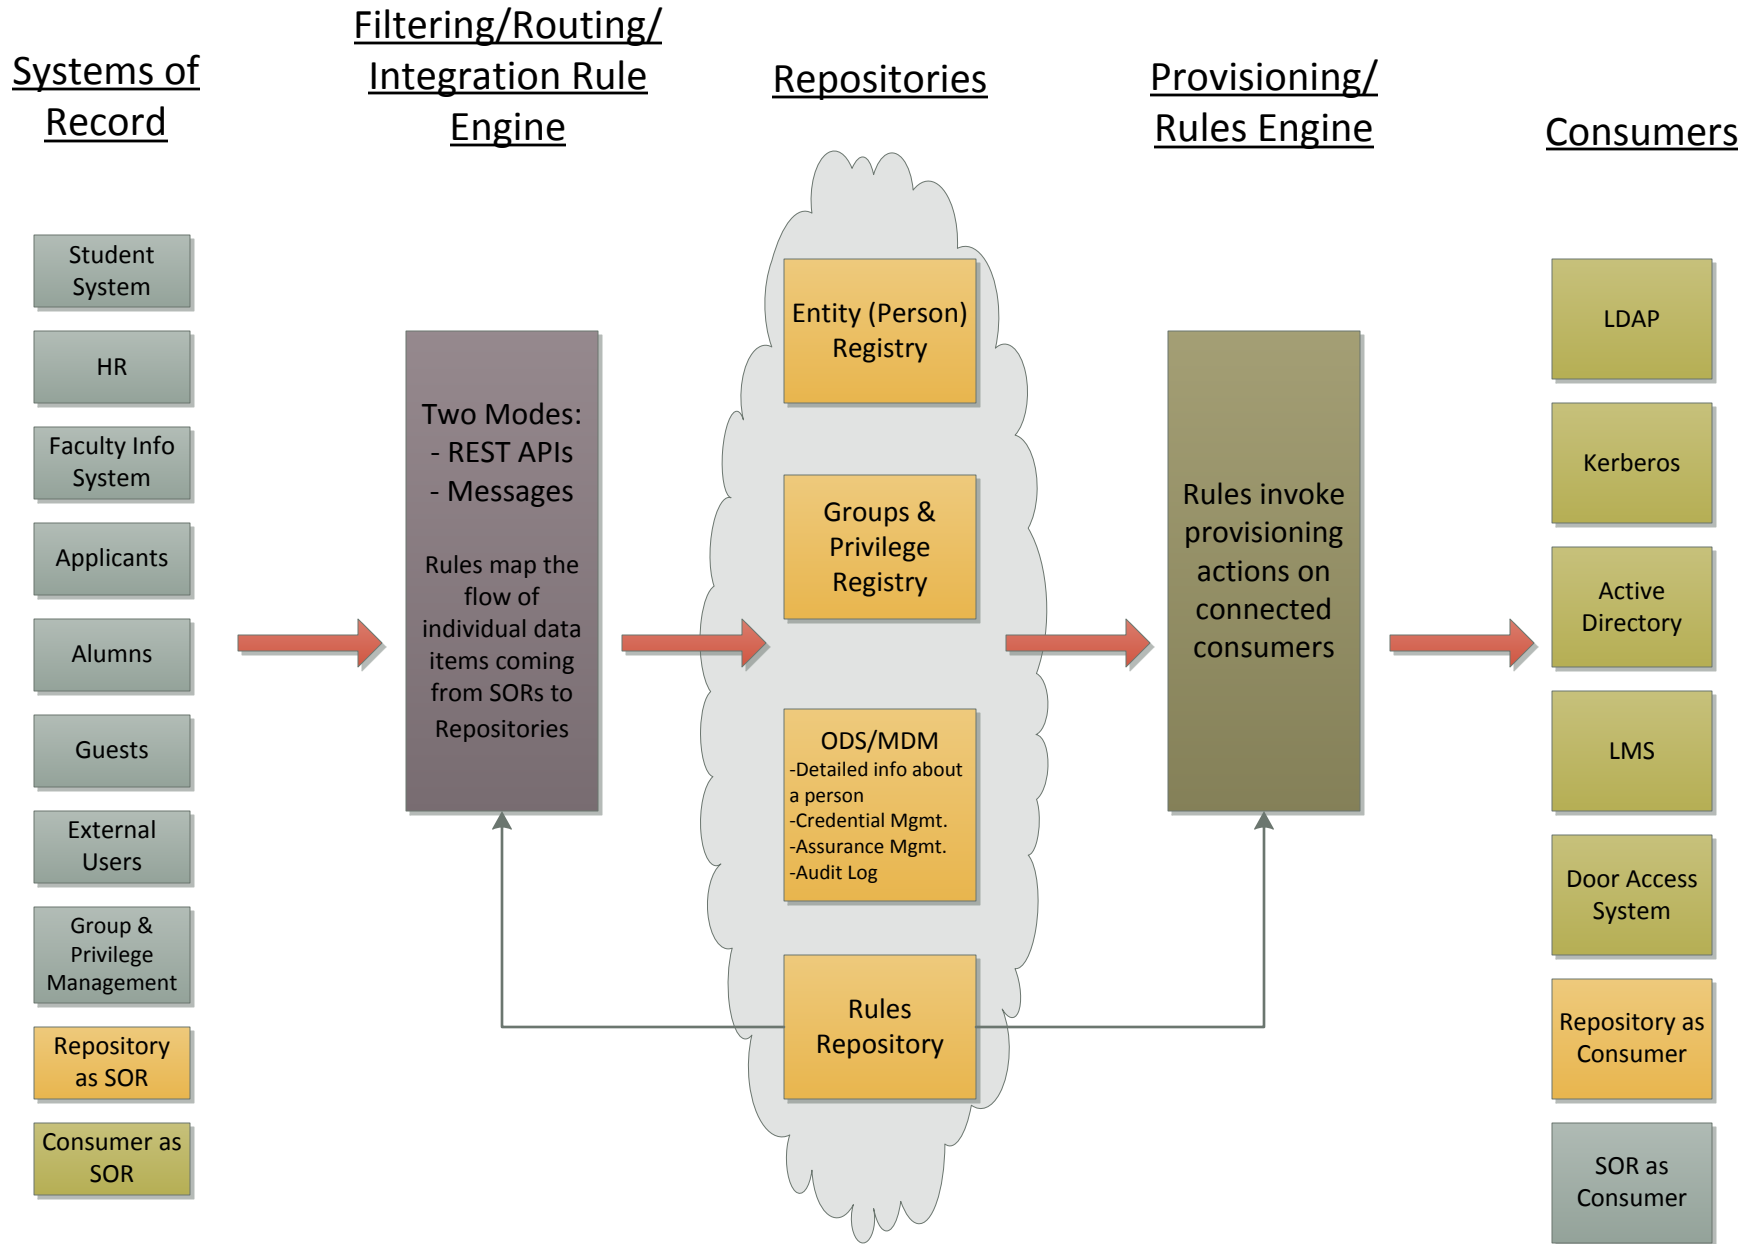 Systems of
Record
Filtering/Routing/
Integration Rule
Engine
Repositories
Provisioning/
Rules Engine
Consumers
Student
System
HR
Faculty Info
System
Applicants
Alumns
Guests
External
Users
Group &
Privilege
Management
Repository
as SOR
Consumer as
SOR
Two Modes:
- REST APIs
- Messages
Rules map the
flow of
individual data
items coming
from SORs to
Repositories
Entity (Person)
Registry
Groups &
Privilege
Registry
ODS/MDM
-Detailed info about
a person
-Credential Mgmt.
-Assurance Mgmt.
-Audit Log
Rules
Repository
Rules invoke
provisioning
actions on
connected
consumers
LDAP
Kerberos
Active
Directory
LMS
Door Access
System
Repository as
Consumer
SOR as
Consumer